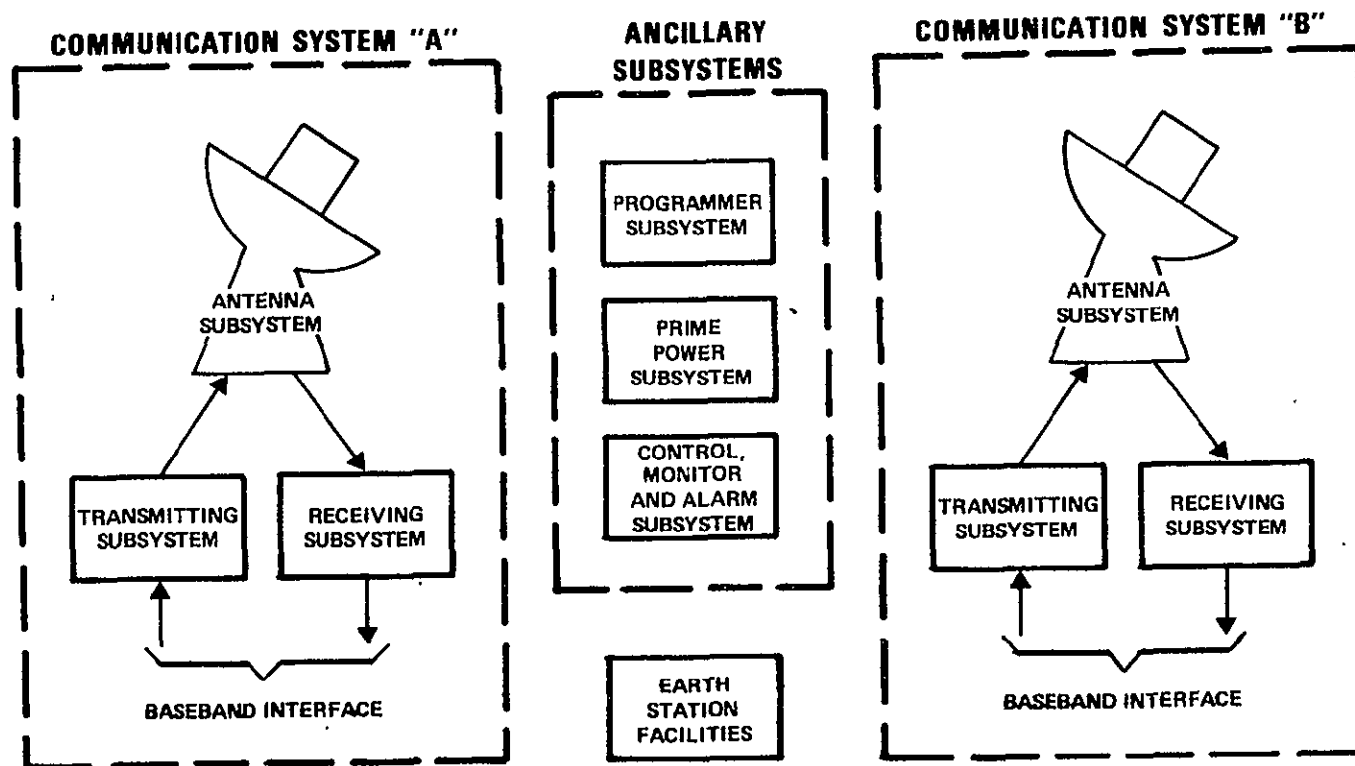 COMMUNICATION SYSTEM "A"
ANTENNA
SUBSYSTEM
TRANSMITTING
SUBSYSTEM
RECEIVING
SUBSYSTEM
BASEBAND INTERFACE
ANCILLARY
SUBSYSTEMS
PROGRAMMER
SUBSYSTEM
PRIME
POWER
SUBSYSTEM
CONTROL,
MONITOR
AND ALARM
SUBSYSTEM
EARTH
STATION
FACILITIES
COMMUNICATION SYSTEM "B"
ANTENNA
SUBSYSTEM
TRANSMITTING
SUBSYSTEM
RECEIVING
SUBSYSTEM
BASEBAND INTERFACE